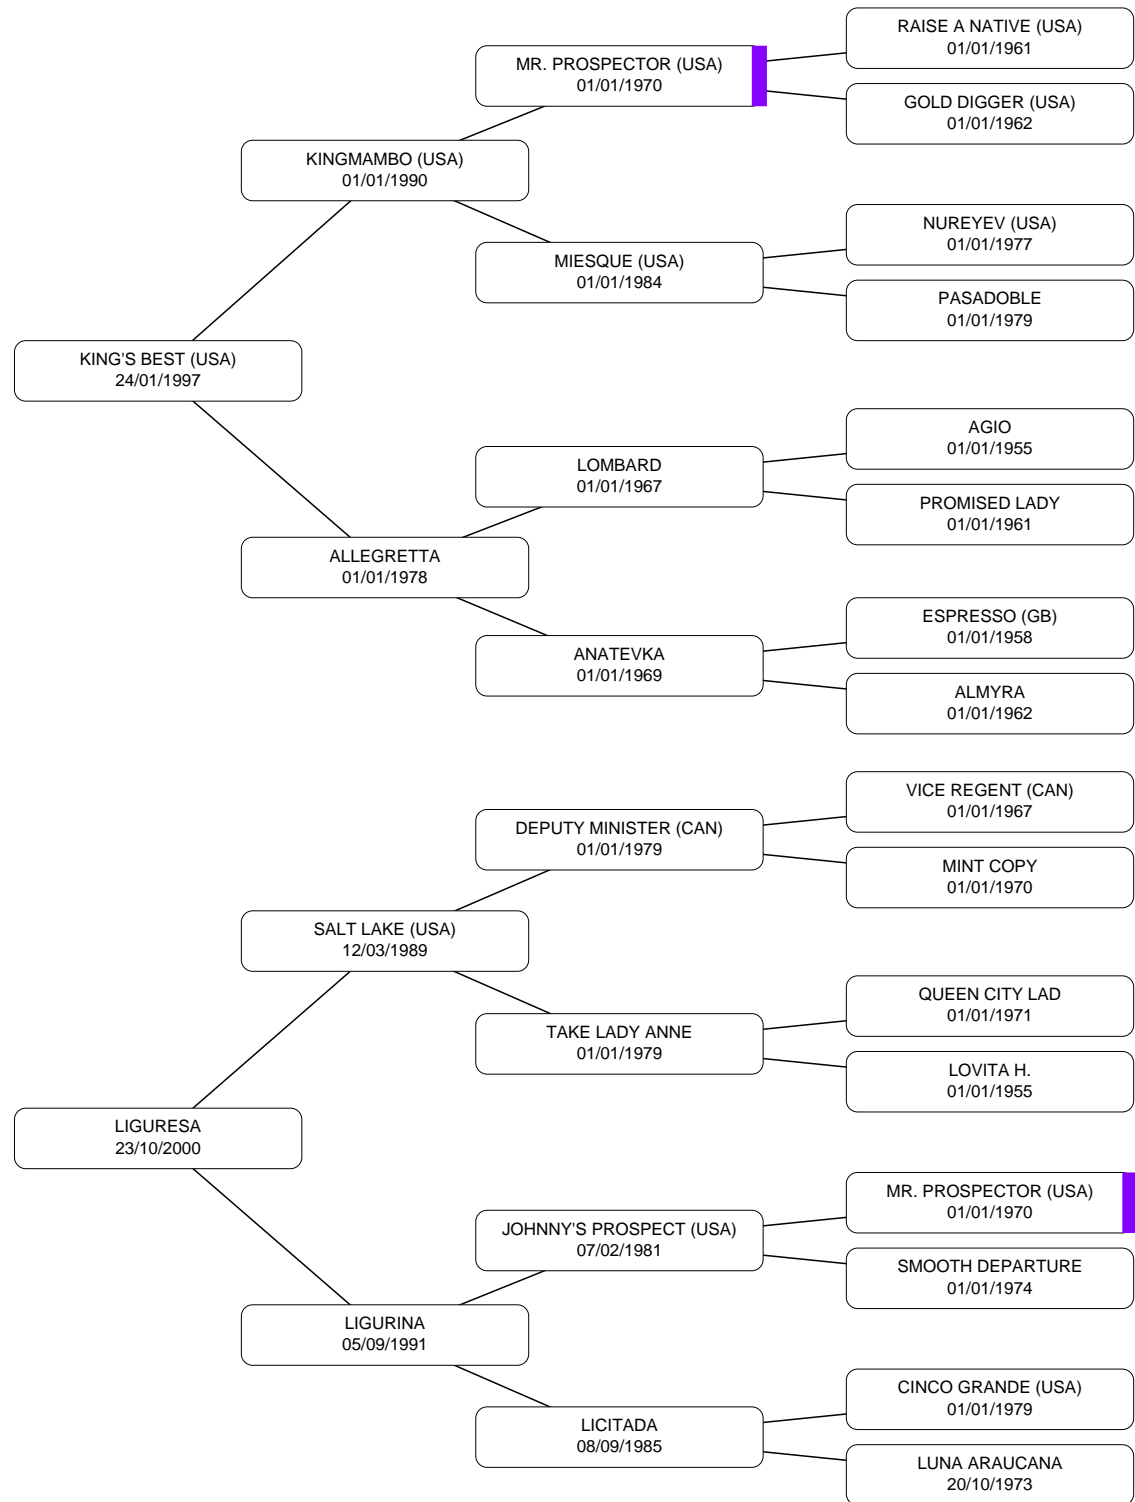 RAISE A NATIVE (USA)
01/01/1961
MR. PROSPECTOR (USA)
01/01/1970
GOLD DIGGER (USA)
01/01/1962
KINGMAMBO (USA)
01/01/1990
NUREYEV (USA)
01/01/1977
MIESQUE (USA)
01/01/1984
PASADOBLE
01/01/1979
KING'S BEST (USA)
24/01/1997
AGIO
01/01/1955
LOMBARD
01/01/1967
PROMISED LADY
01/01/1961
ALLEGRETTA
01/01/1978
ESPRESSO (GB)
01/01/1958
ANATEVKA
01/01/1969
ALMYRA
01/01/1962
VICE REGENT (CAN)
01/01/1967
DEPUTY MINISTER (CAN)
01/01/1979
MINT COPY
01/01/1970
SALT LAKE (USA)
12/03/1989
QUEEN CITY LAD
01/01/1971
TAKE LADY ANNE
01/01/1979
LOVITA H.
01/01/1955
LIGURESA
23/10/2000
MR. PROSPECTOR (USA)
01/01/1970
JOHNNY'S PROSPECT (USA)
07/02/1981
SMOOTH DEPARTURE
01/01/1974
LIGURINA
05/09/1991
CINCO GRANDE (USA)
01/01/1979
LICITADA
08/09/1985
LUNA ARAUCANA
20/10/1973